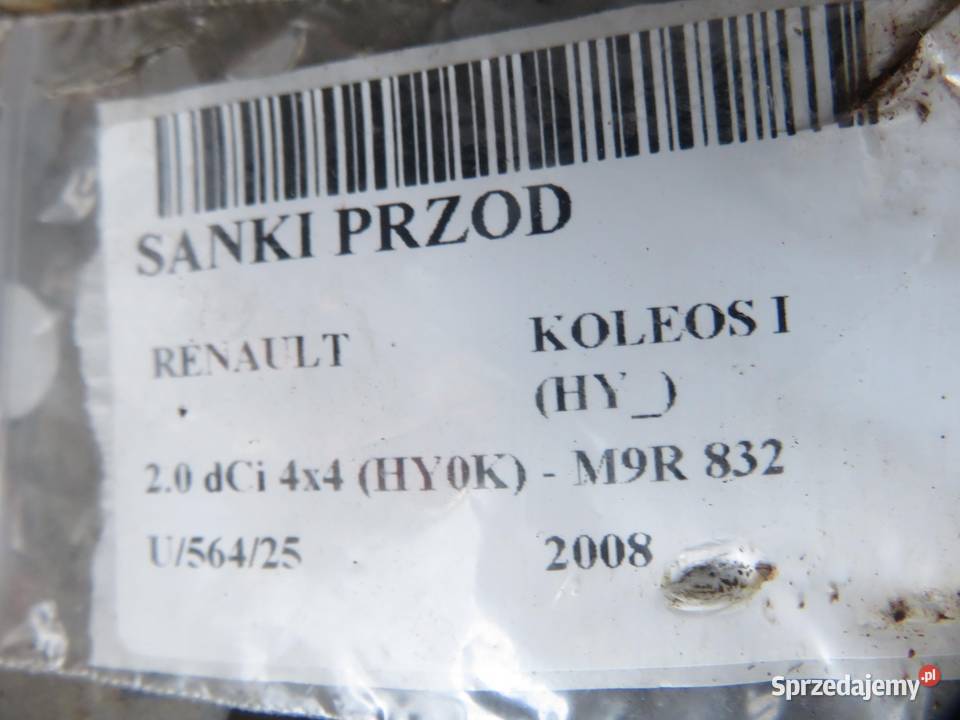 SANKI PRZOD
RENAULT KOLEOS I
(HY_)
2.0 dCi 4x4 (HY0K) - M9R 832
U/564/25 2008
Sprzedajemy.pl